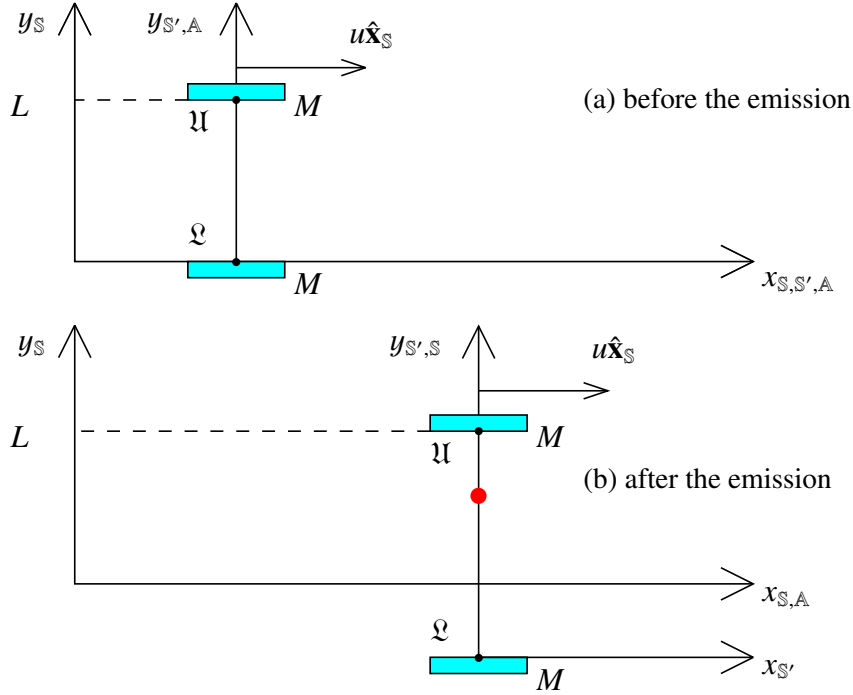 y𝕊 y𝕊′,𝔸 ux̂𝕊
L 𝔘 M (a) before the emission
𝔏
M x𝕊,𝕊′,𝔸
y𝕊 y𝕊′,𝕊 ux̂𝕊
L 𝔘 M
(b) after the emission
x𝕊,𝔸
𝔏
M x𝕊′